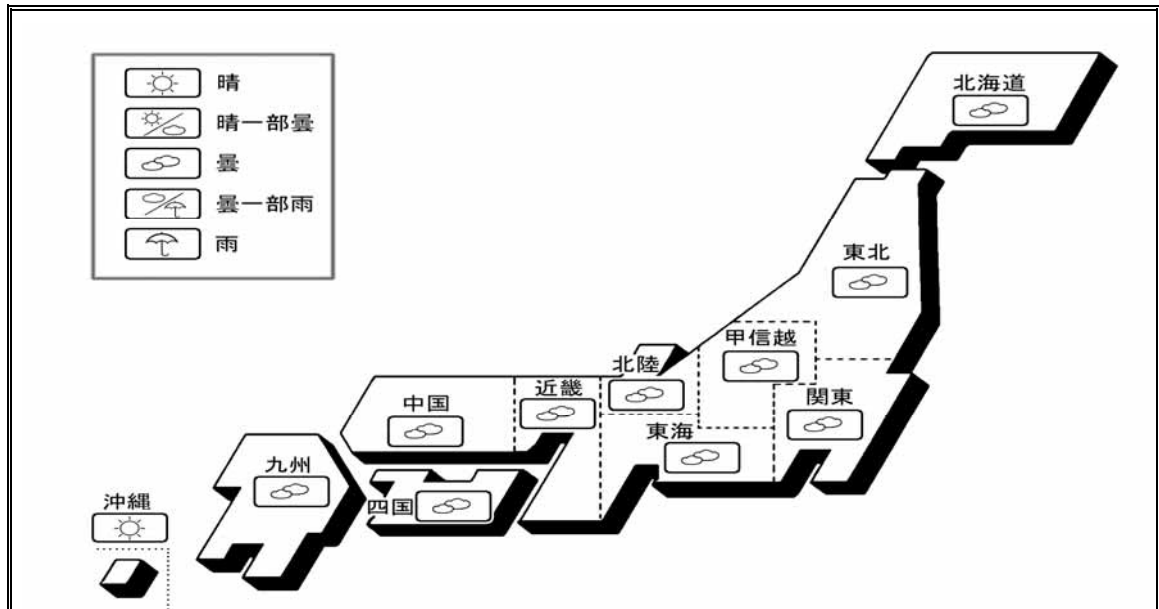 晴
晴一部曇
曇
曇一部雨
雨
北海道
東北
甲信越
北陸
近畿
関東
中国
東海
九州
四国
沖縄